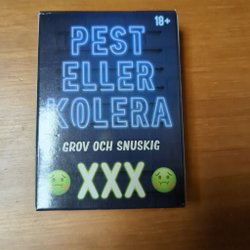 18+
PEST
ELLER
KOLERA
GROV OCH SNUSKIG
XXX